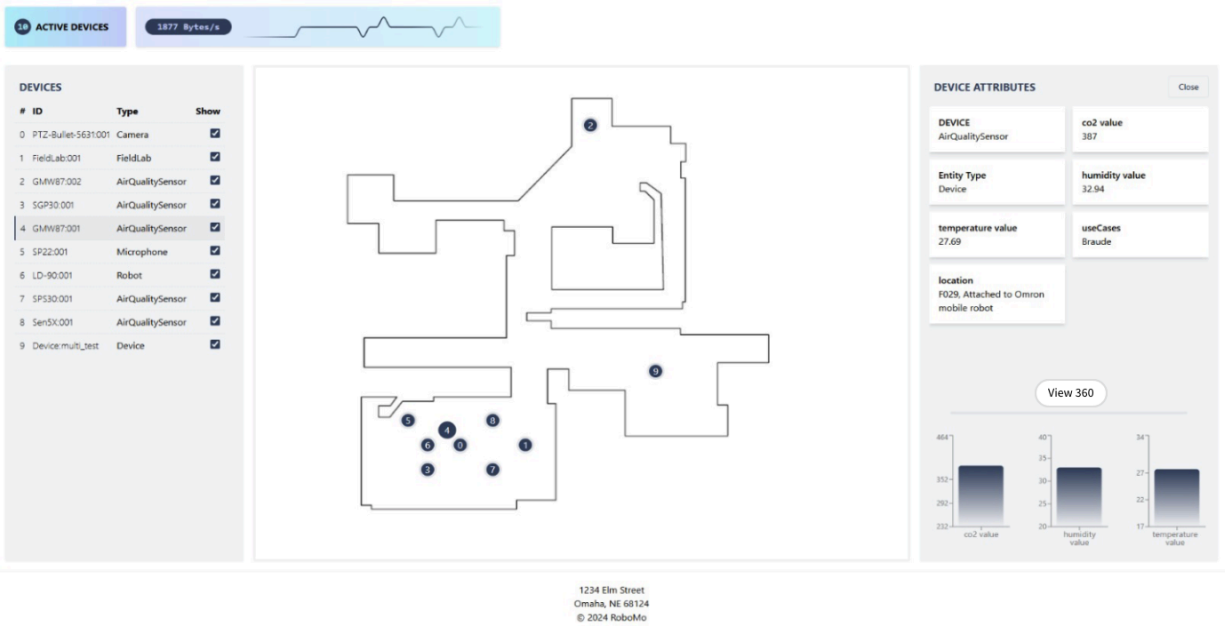 10 ACTIVE DEVICES
1877 Bytes/s
DEVICES
# ID Type Show
0 PTZ-Bullet-5631:001 Camera
1 FieldLab:001 FieldLab
2 GMW87:002 AirQualitySensor
3 SGP30:001 AirQualitySensor
4 GMW87:001 AirQualitySensor
5 SP22:001 Microphone
6 LD-90:001 Robot
7 SPS30:001 AirQualitySensor
8 Sen5X:001 AirQualitySensor
9 Device:multi_test Device
2
9
5
4
8
6
0
1
3
7
DEVICE ATTRIBUTES
Close
DEVICE
AirQualitySensor
co2 value
387
Entity Type
Device
humidity value
32.94
temperature value
27.69
useCases
Braude
location
F029, Attached to Omron
mobile robot
View 360
464
352
292
232
co2 value
40
35
30
25
20
humidity
value
34
27
22
17
temperature
value
1234 Elm Street
Omaha, NE 68124
© 2024 RoboMo